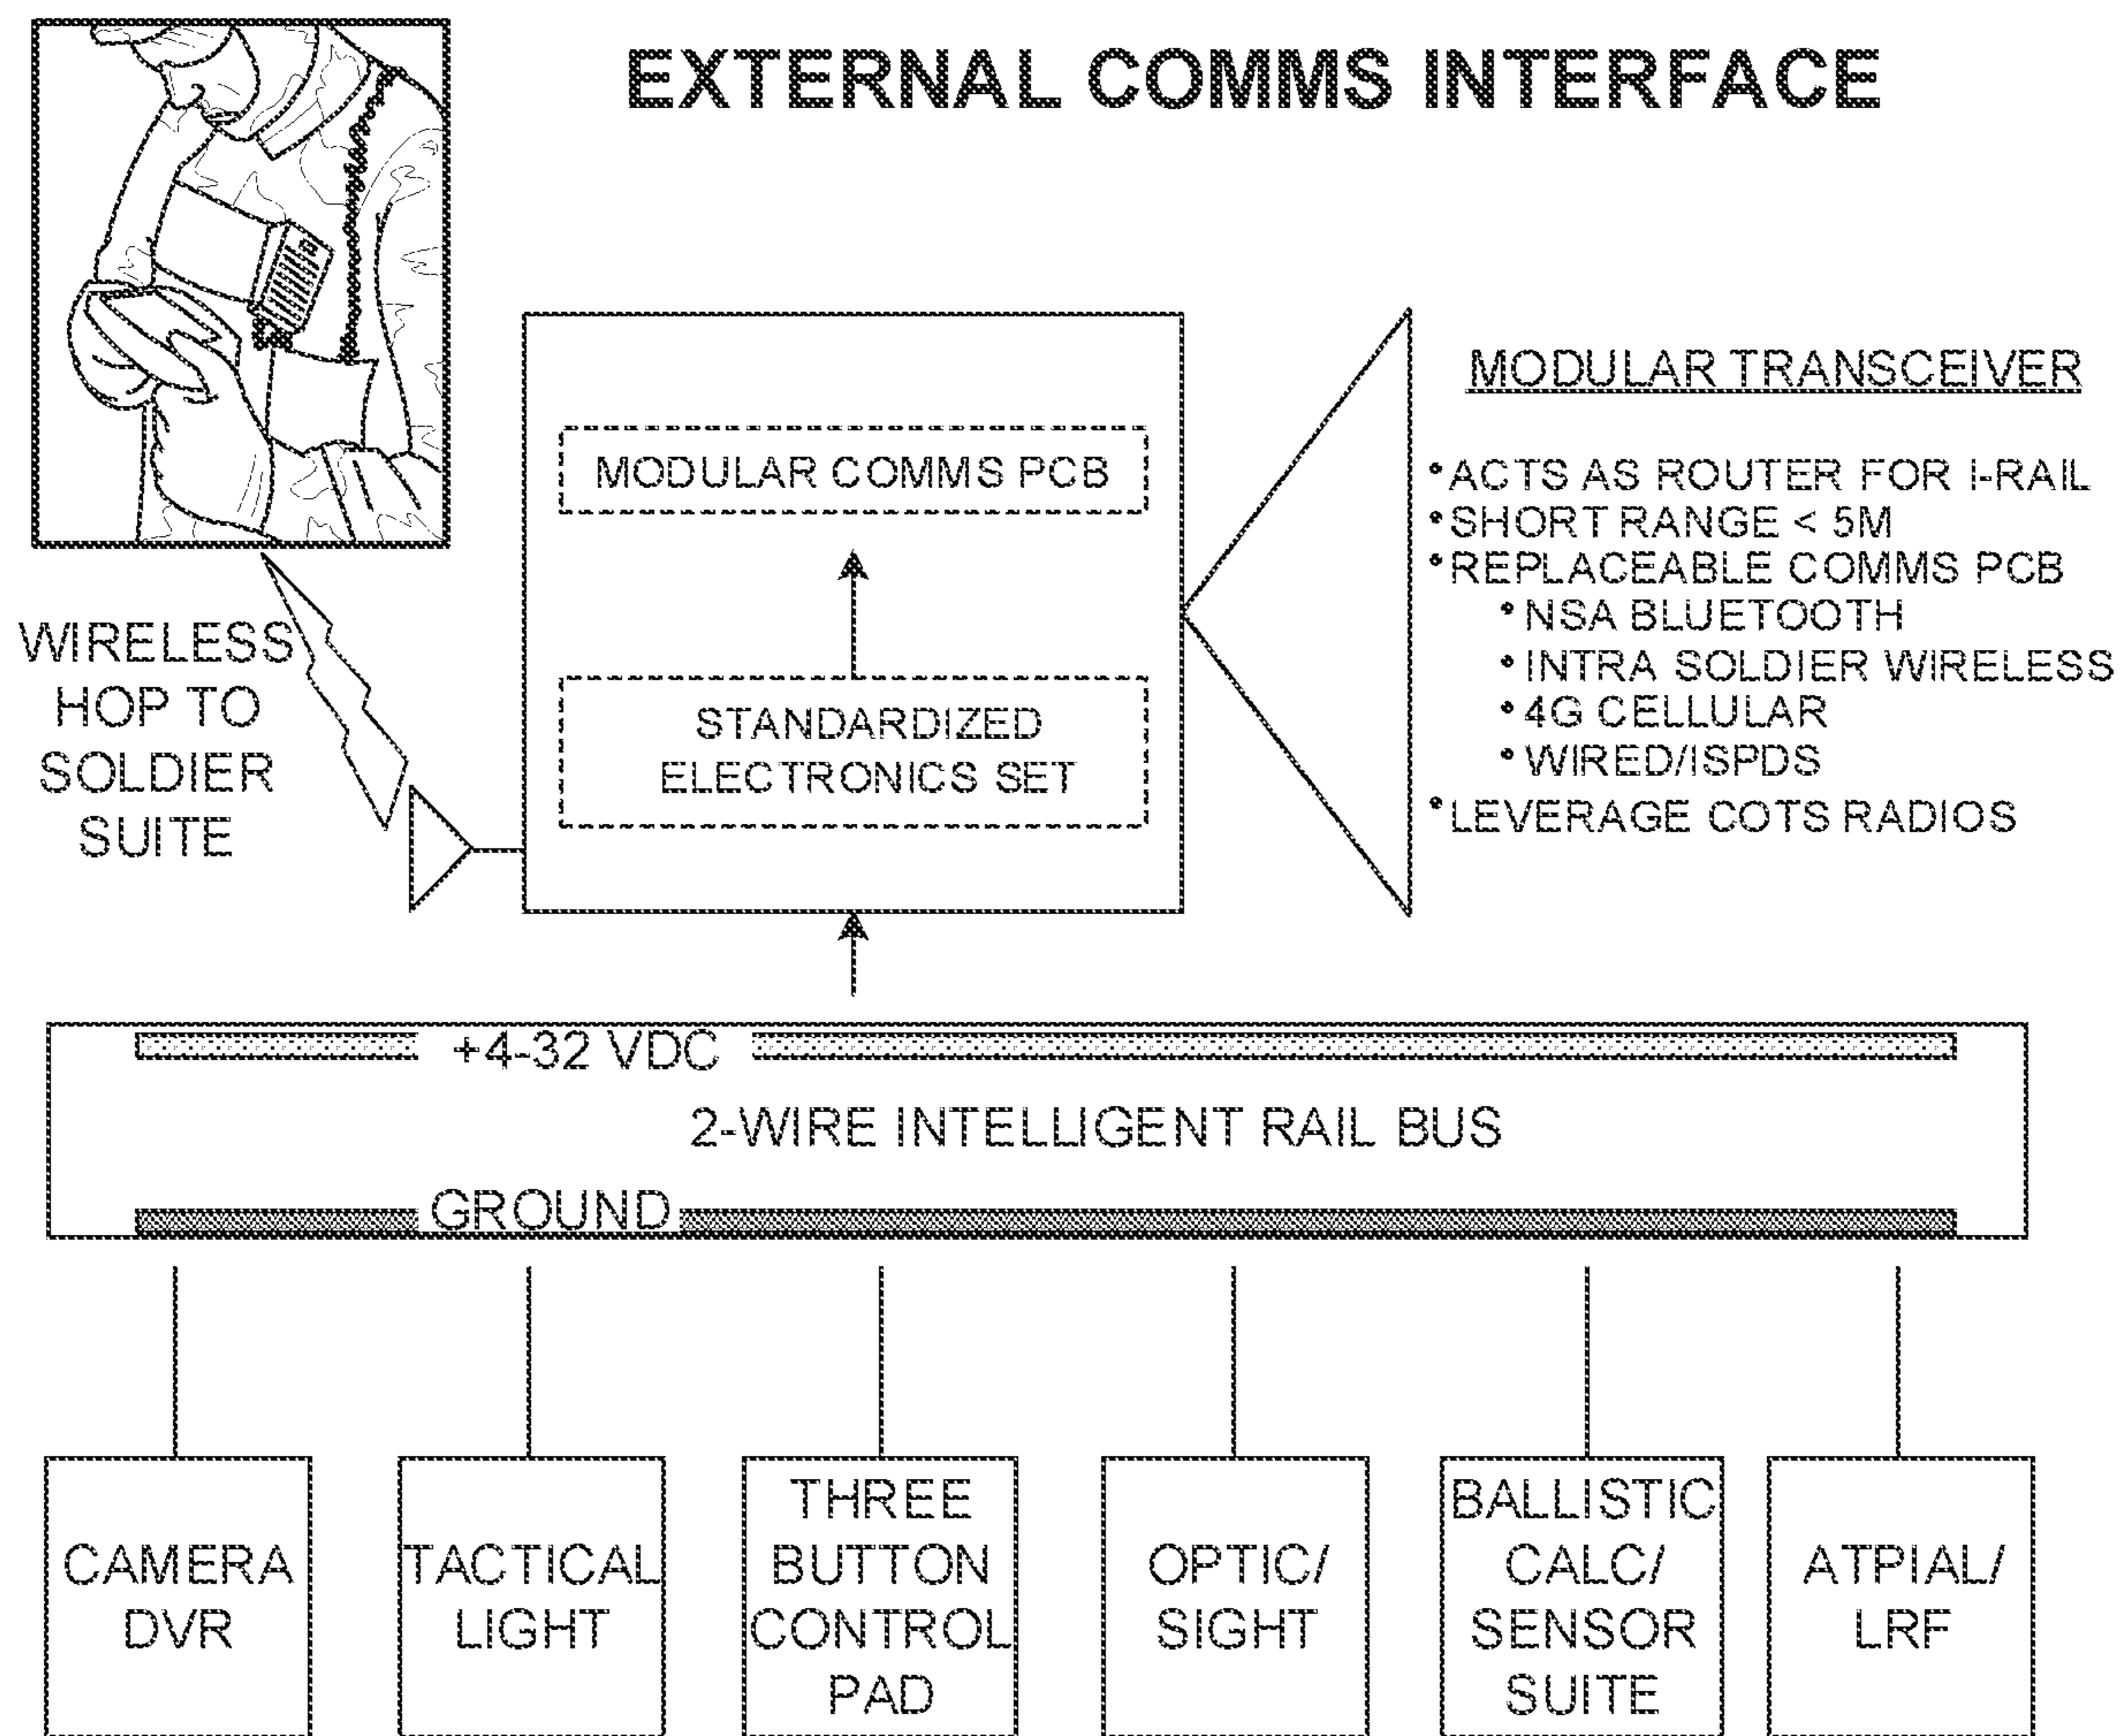 EXTERNAL COMMS INTERFACE
WIRELESS
HOP TO
SOLDIER
SUITE
MODULAR COMMS PCB
STANDARDIZED
ELECTRONICS SET
MODULAR TRANSCEIVER
•ACTS AS ROUTER FOR I-RAIL
•SHORT RANGE < 5M
•REPLACEABLE COMMS PCB
•NSA BLUETOOTH
•INTRA SOLDIER WIRELESS
•4G CELLULAR
•WIRED/ISPDS
•LEVERAGE COTS RADIOS
+4-32 VDC
2-WIRE INTELLIGENT RAIL BUS
GROUND
CAMERA
DVR
TACTICAL
LIGHT
THREE
BUTTON
CONTROL
PAD
OPTIC/
SIGHT
BALLISTIC
CALC/
SENSOR
SUITE
ATPIAL/
LRF